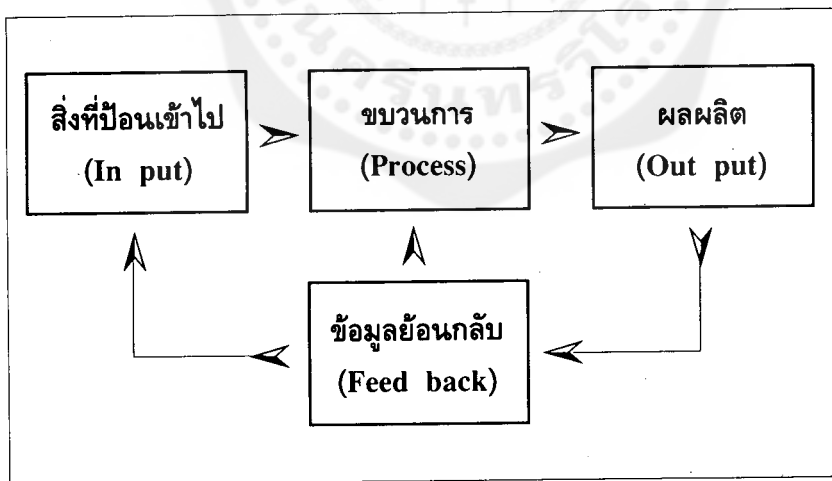 สิ่งที่ป้อนเข้าไป
(In put)
ขบวนการ
(Process)
ผลผลิต
(Out put)
ข้อมูลย้อนกลับ
(Feed back)